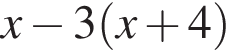 x − 3(x + 4)